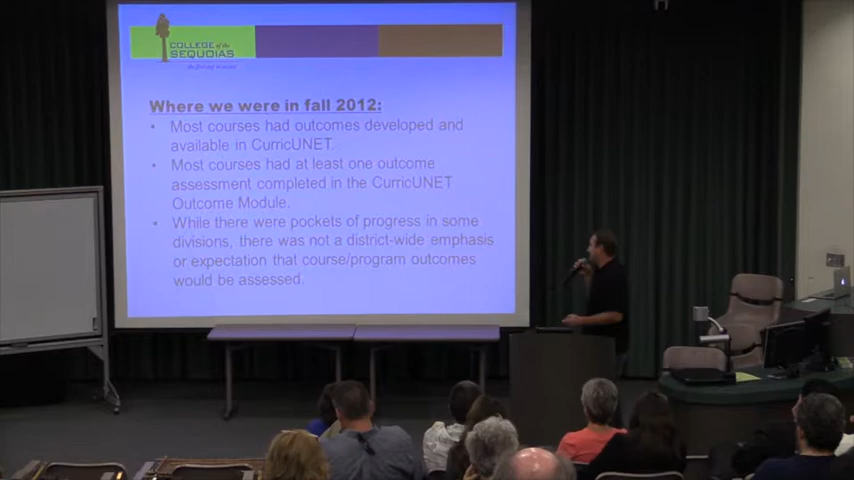 COLLEGE of the
SEQUOIAS
Where we were in fall 2012:
• Most courses had outcomes developed and
available in CurricUNET.
• Most courses had at least one outcome
assessment completed in the CurricUNET
Outcome Module.
• While there were pockets of progress in some
divisions, there was not a district-wide emphasis
or expectation that course/program outcomes
would be assessed.